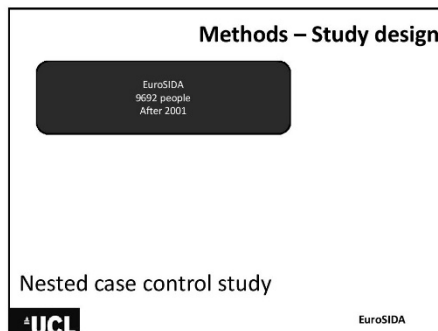 Methods – Study design
EuroSIDA
9692 people
After 2001
Nested case control study
UCL
EuroSIDA